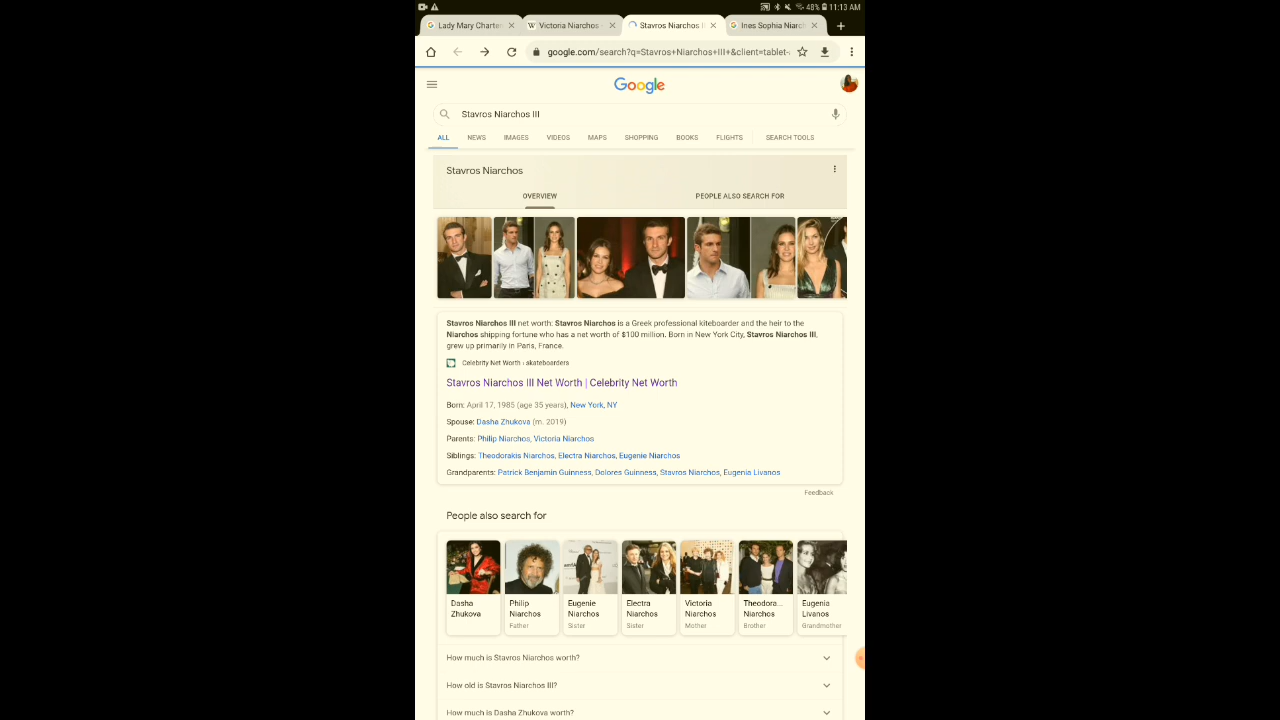 48% 11:13 AM
Lady Mary Charter
Victoria Niarchos -
Stavros Niarchos I
Ines Sophia Niarch
google.com/search?q=Stavros+Niarchos+III+&client=tablet-
Google
Stavros Niarchos III
ALL NEWS IMAGES VIDEOS MAPS SHOPPING BOOKS FLIGHTS SEARCH TOOLS
Stavros Niarchos
OVERVIEW PEOPLE ALSO SEARCH FOR
Stavros Niarchos III net worth: Stavros Niarchos is a Greek professional kiteboarder and the heir to the
Niarchos shipping fortune who has a net worth of $100 million. Born in New York City, Stavros Niarchos III,
grew up primarily in Paris, France.
Celebrity Net Worth › skateboarders
Stavros Niarchos III Net Worth | Celebrity Net Worth
Born: April 17, 1985 (age 35 years), New York, NY
Spouse: Dasha Zhukova (m. 2019)
Parents: Philip Niarchos, Victoria Niarchos
Siblings: Theodorakis Niarchos, Electra Niarchos, Eugenie Niarchos
Grandparents: Patrick Benjamin Guinness, Dolores Guinness, Stavros Niarchos, Eugenia Livanos
Feedback
People also search for
Dasha Zhukova
Philip Niarchos
Father
Eugenie Niarchos
Sister
Electra Niarchos
Sister
Victoria Niarchos
Mother
Theodora... Niarchos
Brother
Eugenia Livanos
Grandmother
How much is Stavros Niarchos worth?
How old is Stavros Niarchos III?
How much is Dasha Zhukova worth?